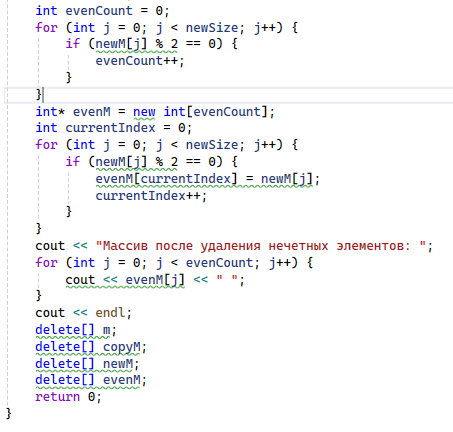 int evenCount = 0;
for (int j = 0; j < newSize; j++) {
if (newM[j] % 2 == 0) {
evenCount++;
}
}
int* evenM = new int[evenCount];
int currentIndex = 0;
for (int j = 0; j < newSize; j++) {
if (newM[j] % 2 == 0) {
evenM[currentIndex] = newM[j];
currentIndex++;
}
}
cout << "Массив после удаления нечетных элементов: ";
for (int j = 0; j < evenCount; j++) {
cout << evenM[j] << " ";
}
cout << endl;
delete[] m;
delete[] copyM;
delete[] newM;
delete[] evenM;
return 0;
}